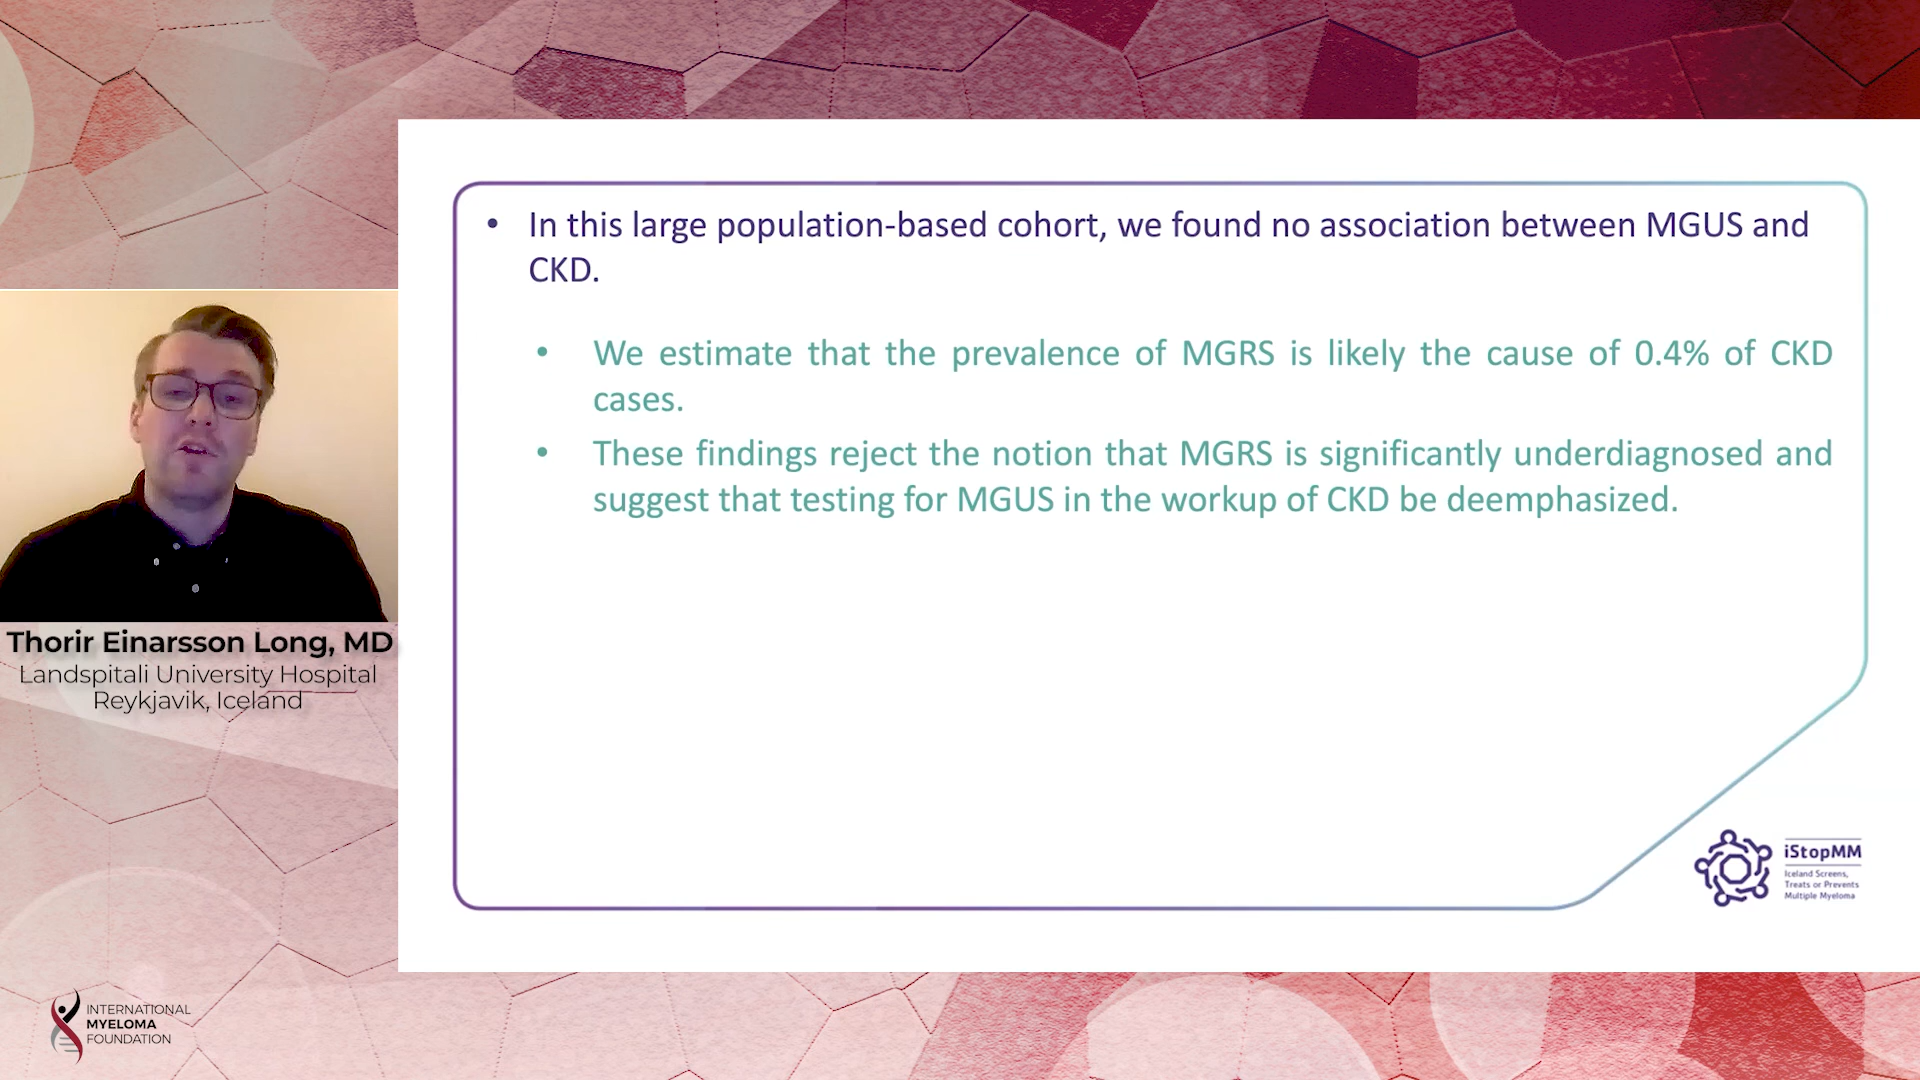 • In this large population-based cohort, we found no association between MGUS and
CKD.
• We estimate that the prevalence of MGRS is likely the cause of 0.4% of CKD
cases.
• These findings reject the notion that MGRS is significantly underdiagnosed and
suggest that testing for MGUS in the workup of CKD be deemphasized.
Thorir Einarsson Long, MD
Landspitali University Hospital
Reykjavik, Iceland
iStopMM
Iceland Screens,
Treats or Prevents
Multiple Myeloma
INTERNATIONAL
MYELOMA
FOUNDATION